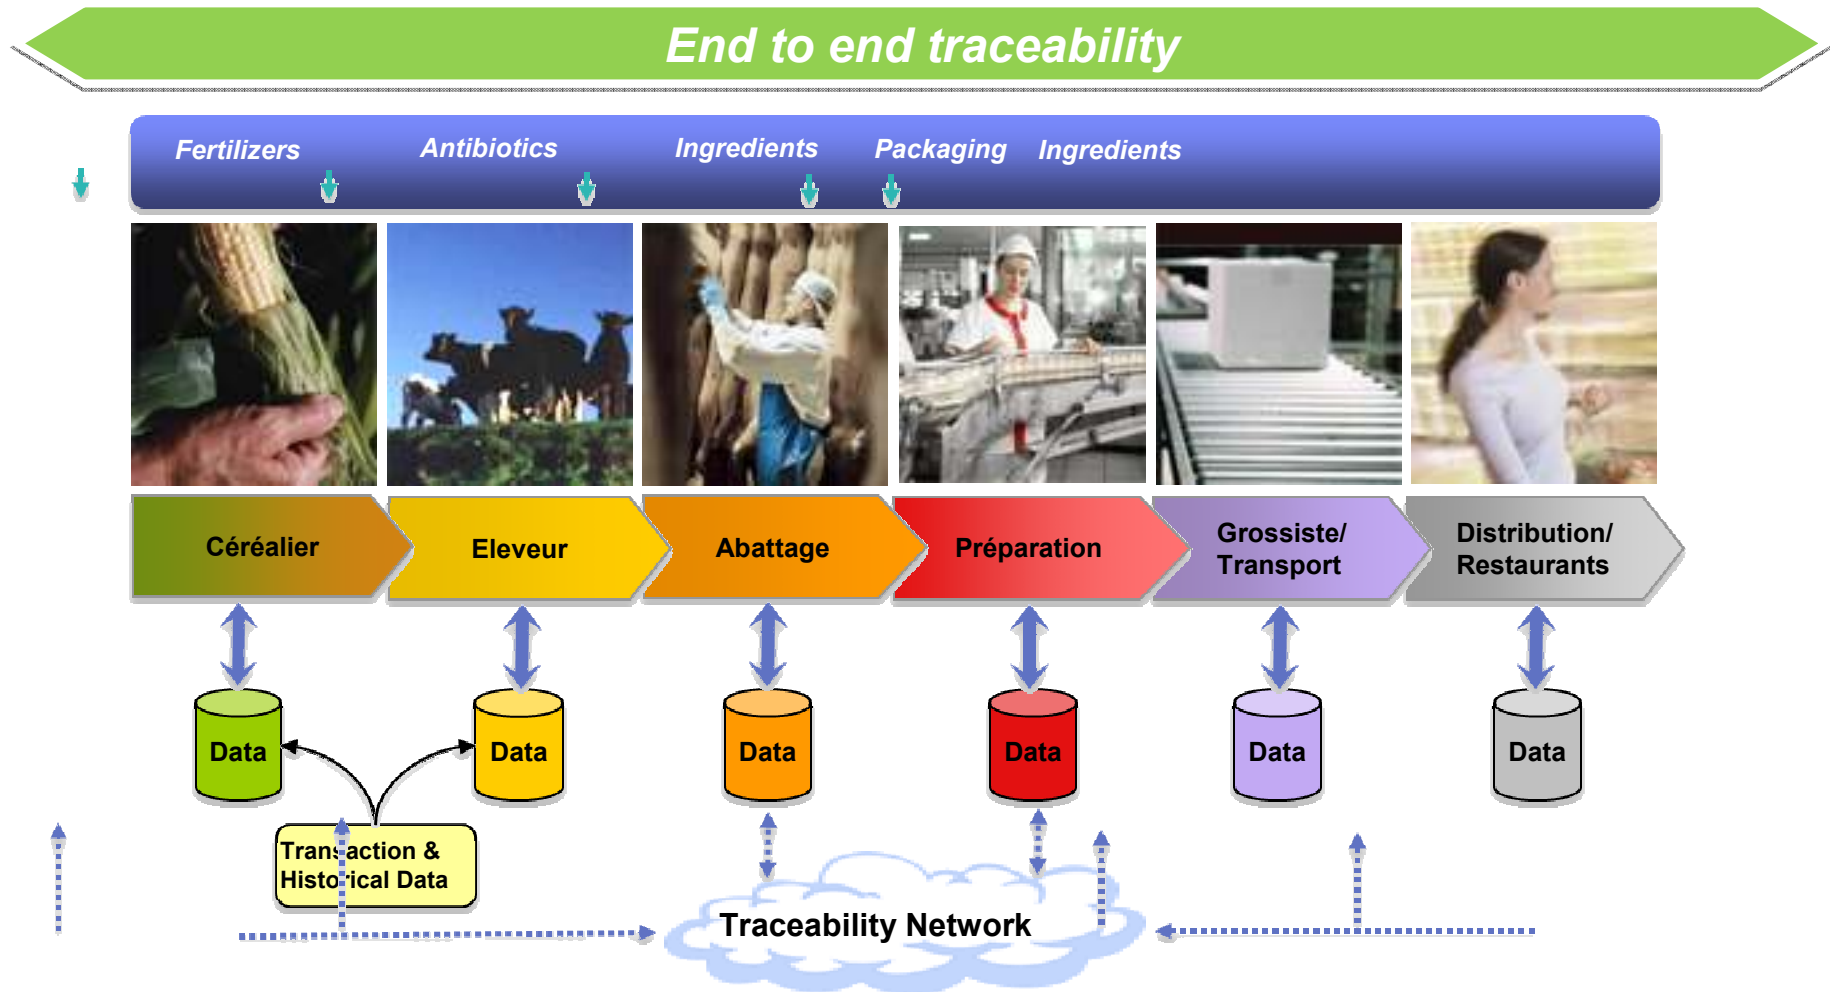 End to end traceability
Fertilizers
Antibiotics
Ingredients
Packaging
Ingredients
Céréalier
Eleveur
Abattage
Préparation
Grossiste/
Transport
Distribution/
Restaurants
Data
Data
Data
Data
Data
Data
Transaction &
Historical Data
Traceability Network